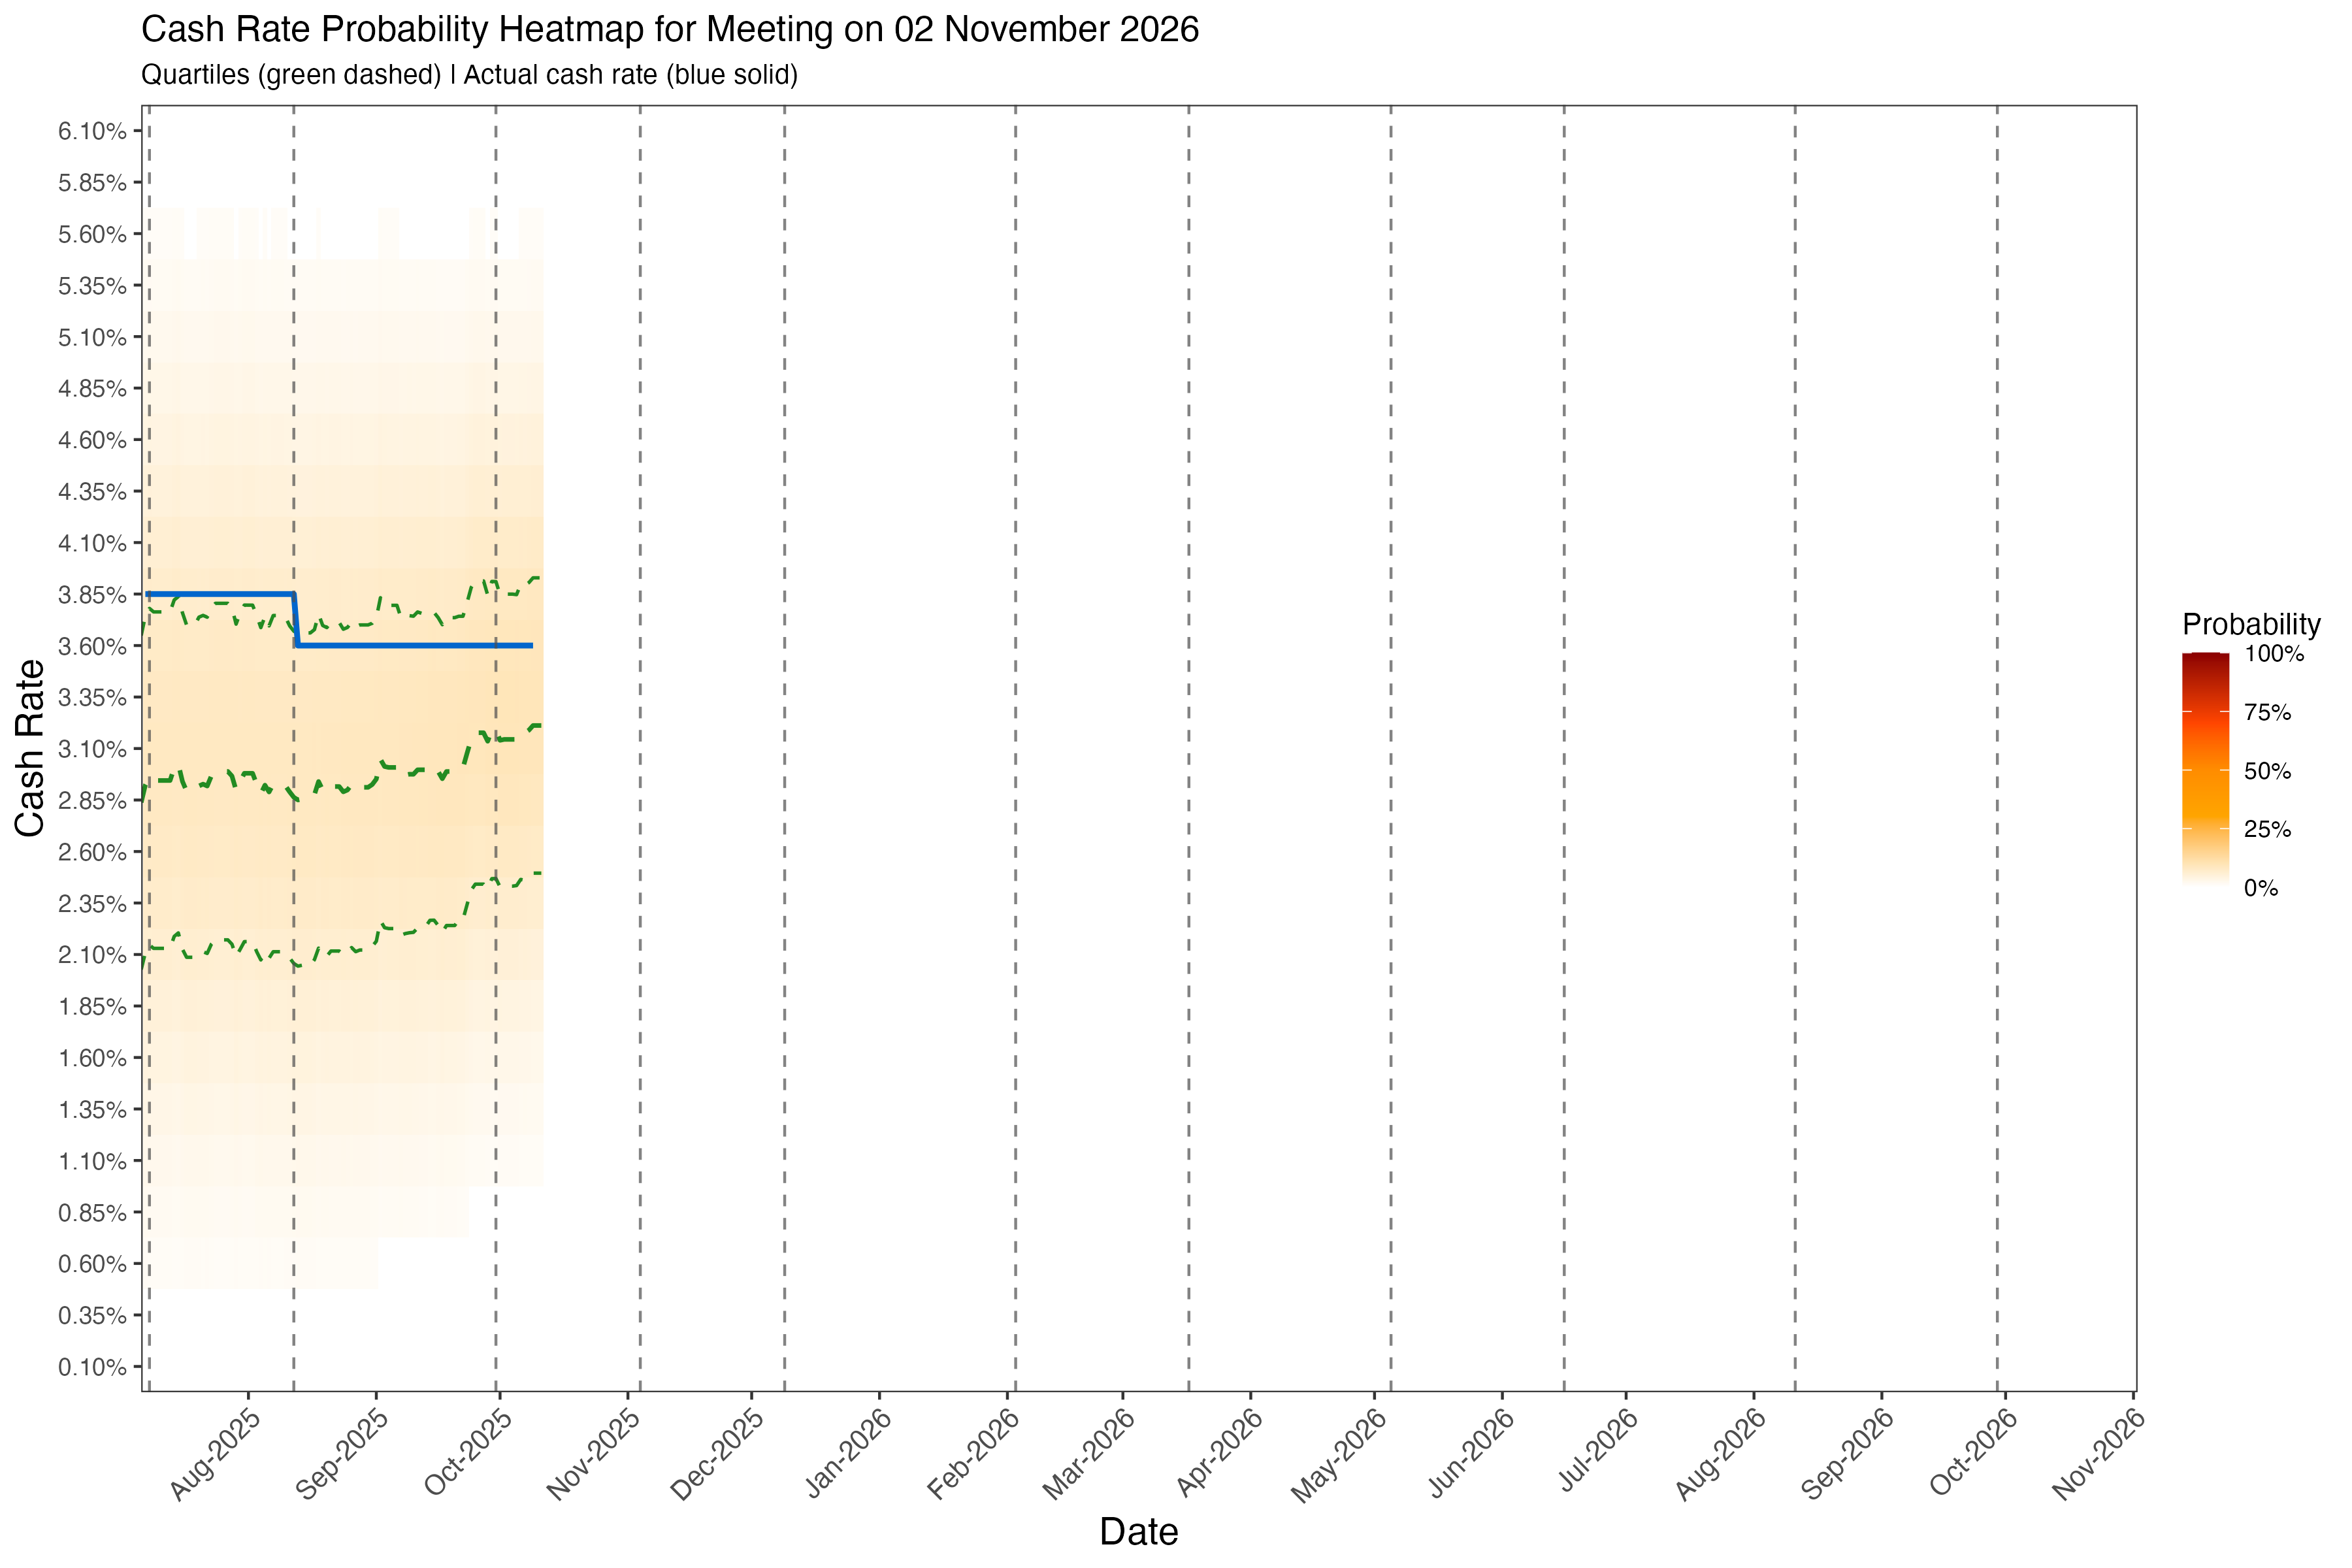 Cash Rate Probability Heatmap for Meeting on 02 November 2026
Quartiles (green dashed) | Actual cash rate (blue solid)
6.10%
5.85%
5.60%
5.35%
5.10%
4.85%
4.60%
4.35%
4.10%
3.85%
3.60%
3.35%
3.10%
2.85%
2.60%
2.35%
2.10%
1.85%
1.60%
1.35%
1.10%
0.85%
0.60%
0.35%
0.10%
Cash Rate
Aug-2025
Sep-2025
Oct-2025
Nov-2025
Dec-2025
Jan-2026
Feb-2026
Mar-2026
Apr-2026
May-2026
Jun-2026
Jul-2026
Aug-2026
Sep-2026
Oct-2026
Nov-2026
Date
Probability
100%
75%
50%
25%
0%